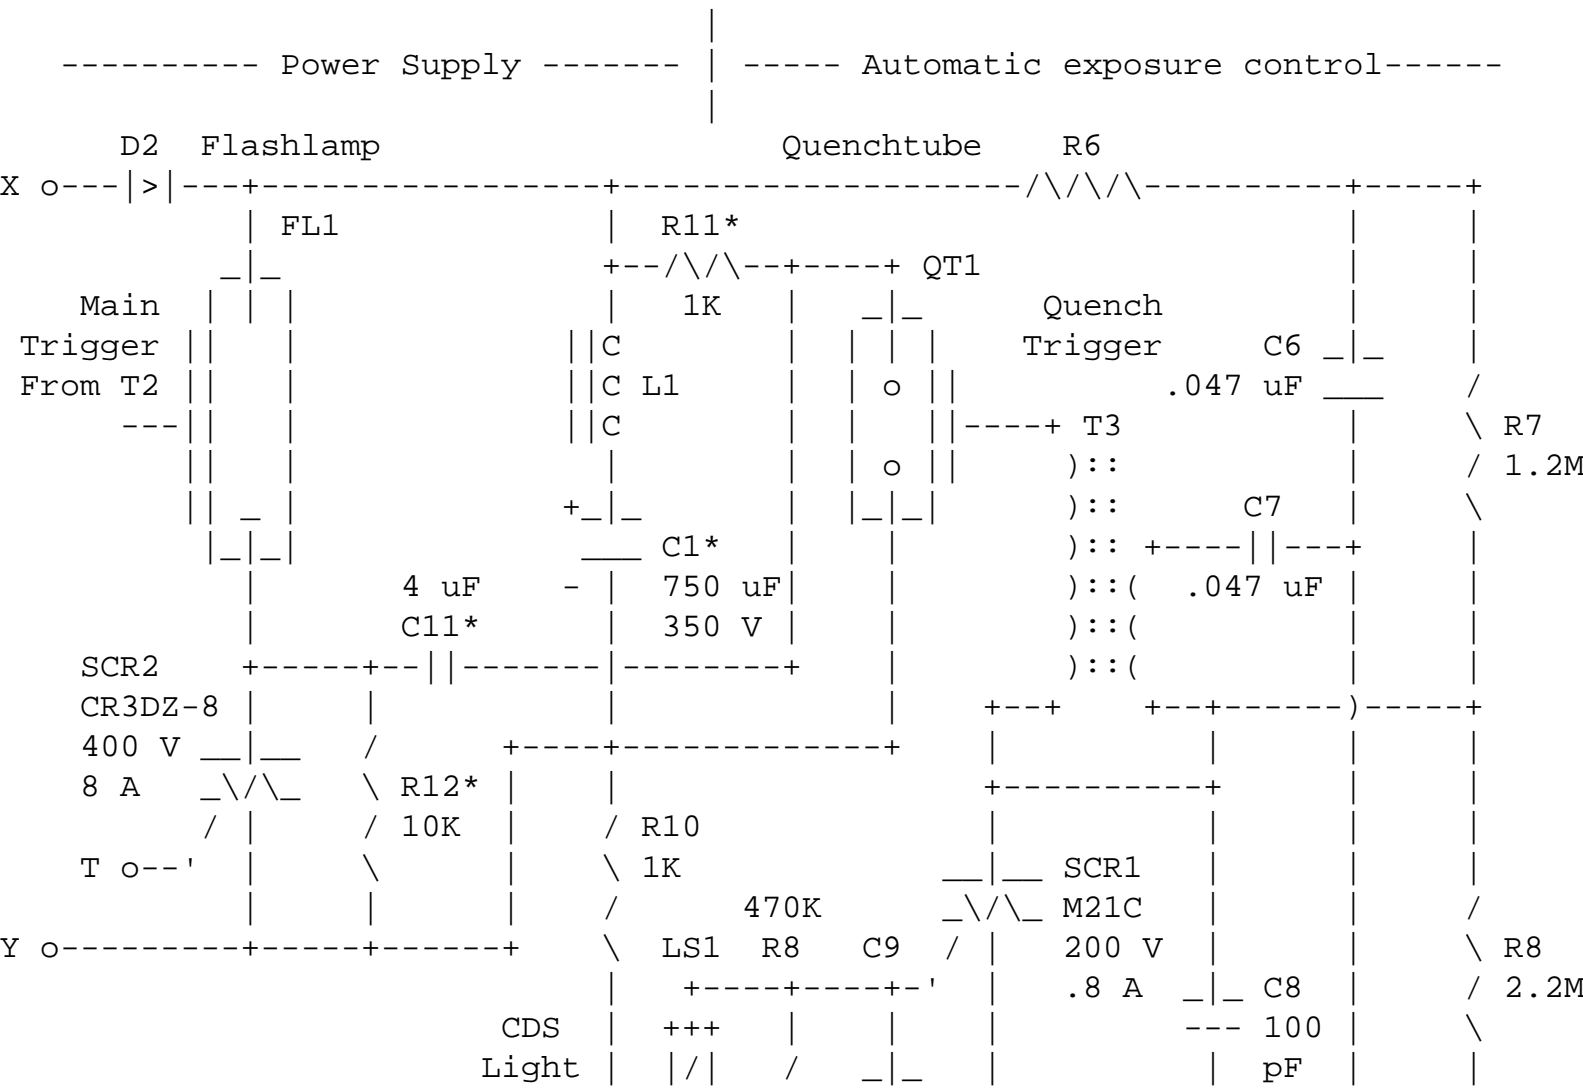 ---------- Power Supply ------- | ----- Automatic exposure control------
D2 Flashlamp Quenchtube R6
X
FL1 R11*
QT1
Main 1K Quench
Trigger C Trigger C6
From T2 C L1 o .047 uF
C T3 R7
o 1.2M
+ C7
C1*
4 uF - 750 uF .047 uF
C11* 350 V
SCR2
CR3DZ-8
400 V
8 A R12*
10K R10
T o--' 1K SCR1
470K M21C
Y o LS1 R8 C9 200 V R8
.8 A C8 2.2M
CDS 100
Light pF